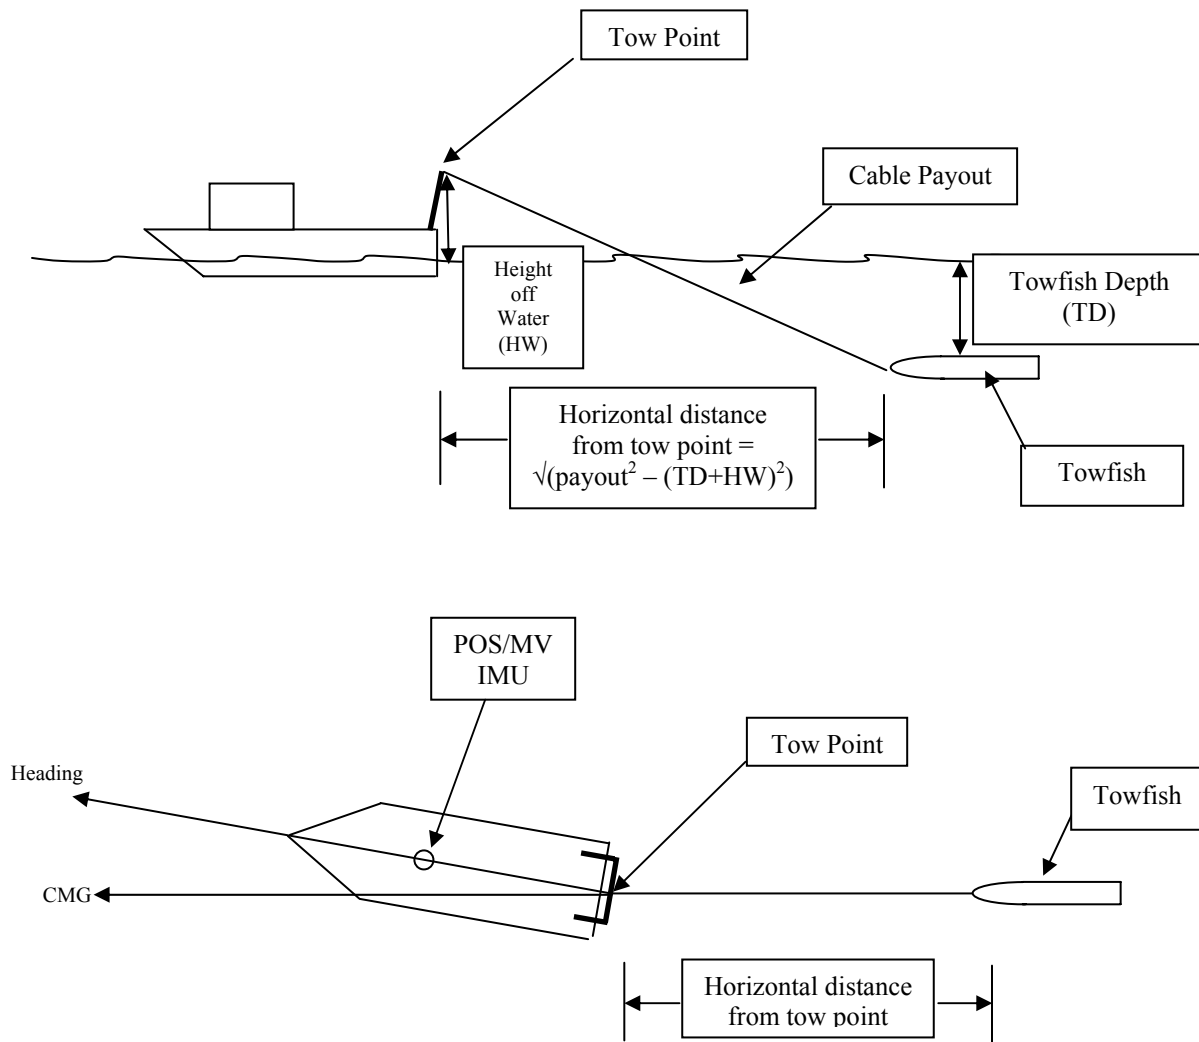 Tow Point
Cable Payout
Height
off
Water
(HW)
Towfish Depth
(TD)
Horizontal distance
from tow point =
√(payout² – (TD+HW)²)
Towfish
POS/MV
IMU
Tow Point
Heading
Towfish
CMG
Horizontal distance
from tow point